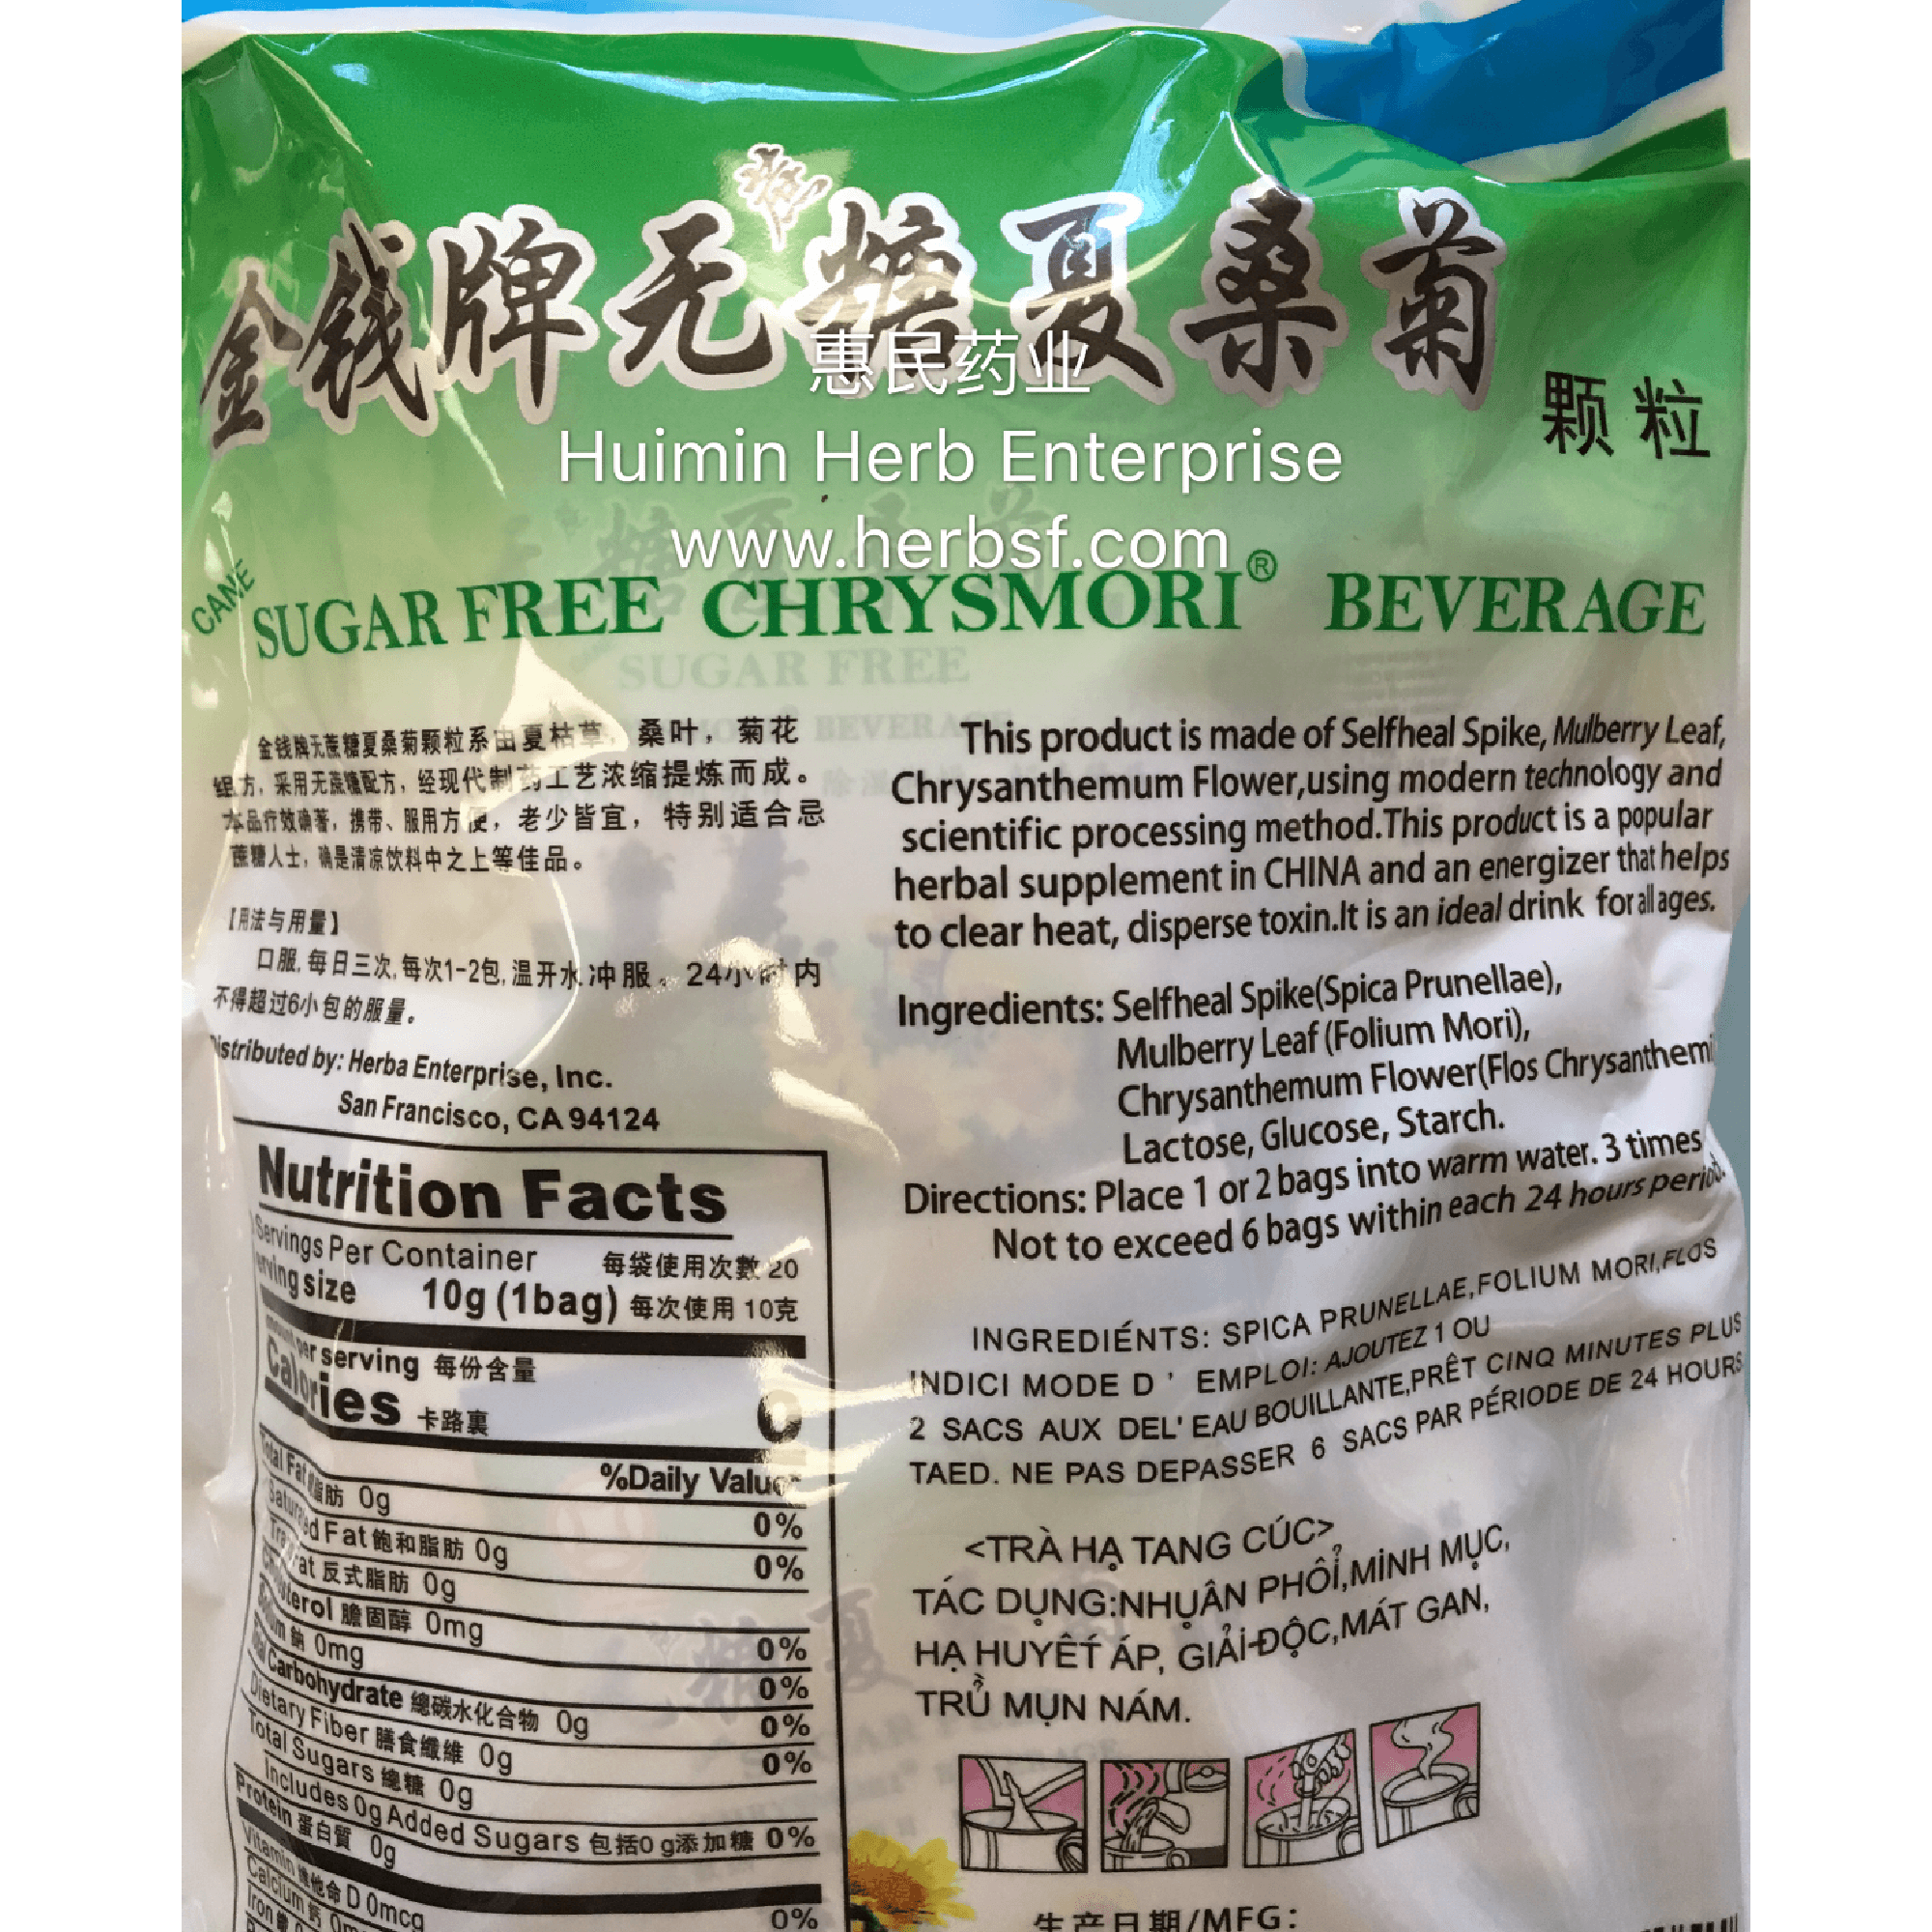 金钱牌无蔗糖夏桑菊
颗粒
惠民药业
Huimin Herb Enterprise
www.herbsf.com
CANE
SUGAR FREE CHRYSMORI® BEVERAGE
金钱牌无蔗糖夏桑菊颗粒系由夏枯草、桑叶，菊花
方，采用无蔗糖配方，经现代制药工艺浓缩提炼而成。
本品疗效确著，携带、服用方便，老少皆宜，特别适合忌
蔗糖人士，确是清凉饮料中之上等佳品。
【用法与用量】
口服,每日三次,每次1-2包,温开水冲服。24小时内
不得超过6小包的服量。
Distributed by: Herba Enterprise, Inc.
San Francisco, CA 94124
Nutrition Facts
Servings Per Container 每袋使用次數 20
erving size 10g (1bag) 每次使用 10克
mount per serving 每份含量
Calories 卡路裏 0
%Daily Value*
Total Fat 總脂肪 0g 0%
Saturated Fat 飽和脂肪 0g 0%
Tra Fat 反式脂肪 0g
Cholesterol 膽固醇 0mg 0%
Sodium 鈉 0mg 0%
Total Carbohydrate 總碳水化合物 0g 0%
Dietary Fiber 膳食纖維 0g 0%
Total Sugars 總糖 0g
Includes 0g Added Sugars 包括0 g添加糖 0%
Protein 蛋白質 0g
Vitamin 維他命 D 0mcg 0%
Calcium 鈣
Iron
This product is made of Selfheal Spike, Mulberry Leaf,
Chrysanthemum Flower,using modern technology and
scientific processing method.This product is a popular
herbal supplement in CHINA and an energizer that helps
to clear heat, disperse toxin.It is an ideal drink for all ages.
Ingredients: Selfheal Spike(Spica Prunellae),
Mulberry Leaf (Folium Mori),
Chrysanthemum Flower(Flos Chrysanthemi
Lactose, Glucose, Starch.
Directions: Place 1 or 2 bags into warm water. 3 times
Not to exceed 6 bags within each 24 hours period.
INGREDIÉNTS: SPICA PRUNELLAE,FOLIUM MORI,FLOS
INDICI MODE D ' EMPLOI: AJOUTEZ 1 OU
2 SACS AUX DEL' EAU BOUILLANTE,PRÊT CINQ MINUTES PLUS
TAED. NE PAS DEPASSER 6 SACS PAR PÉRIODE DE 24 HOURS
<TRÀ HẠ TANG CÚC>
TÁC DỤNG:NHUẬN PHỔI,MINH MỤC,
HẠ HUYẾT ÁP, GIẢI-ĐỘC,MÁT GAN,
TRỪ MỤN NÁM.
生产日期/MFG: